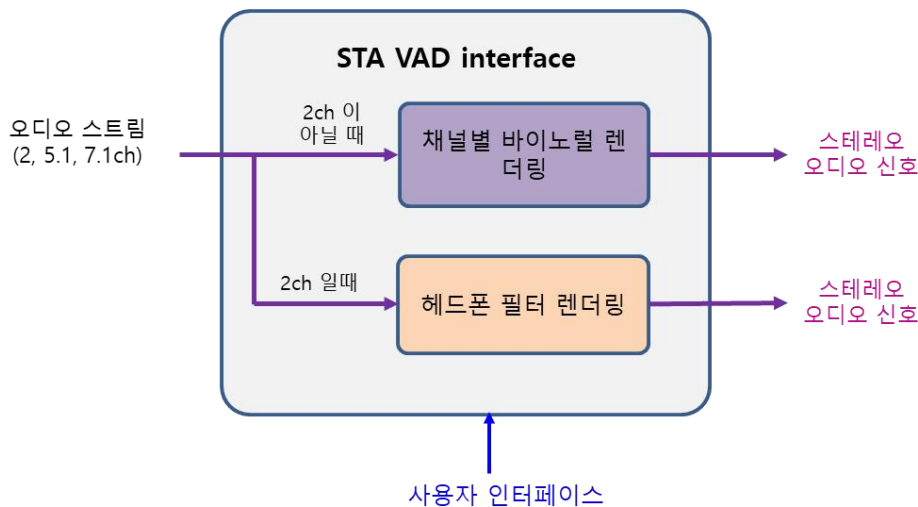 STA VAD interface
오디오 스트림
(2, 5.1, 7.1ch)
2ch 이
아닐 때
채널별 바이노럴 렌
더링
스테레오
오디오 신호
2ch 일때
헤드폰 필터 렌더링
스테레오
오디오 신호
사용자 인터페이스